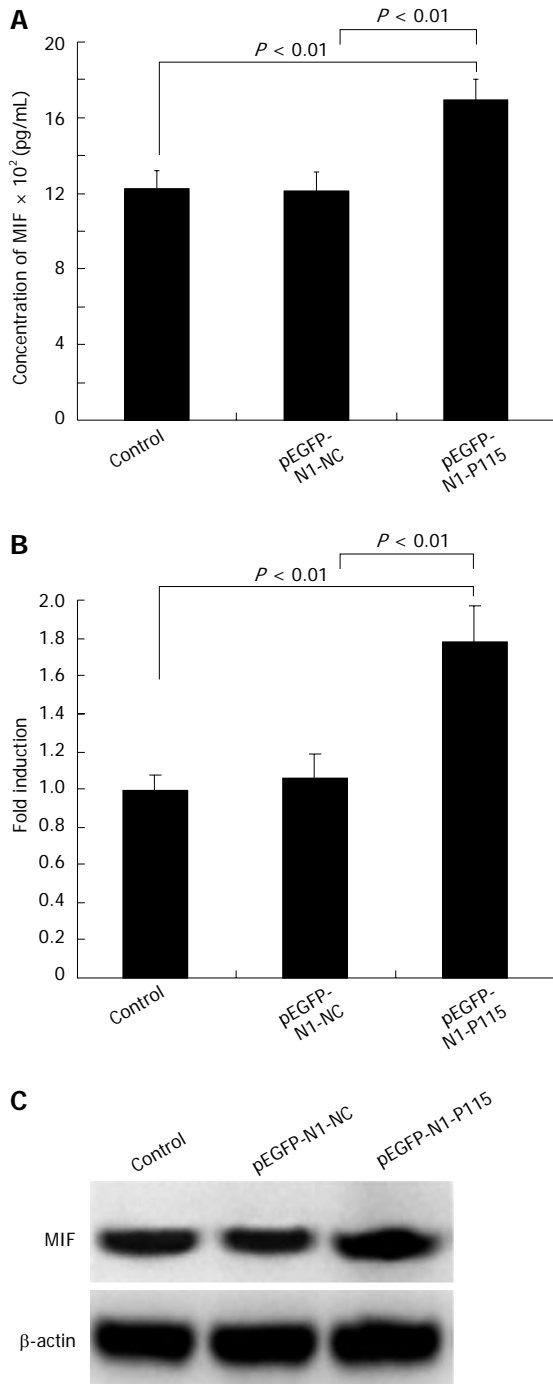 A
P < 0.01
P < 0.01
Concentration of MIF × 10² (pg/mL)
20
16
12
8
4
0
Control
pEGFP-
N1-NC
pEGFP-
N1-P115
B
P < 0.01
P < 0.01
Fold induction
2.0
1.8
1.6
1.4
1.2
1.0
0.8
0.6
0.4
0.2
0
Control
pEGFP-
N1-NC
pEGFP-
N1-P115
C
Control
pEGFP-N1-NC
pEGFP-N1-P115
MIF
β-actin